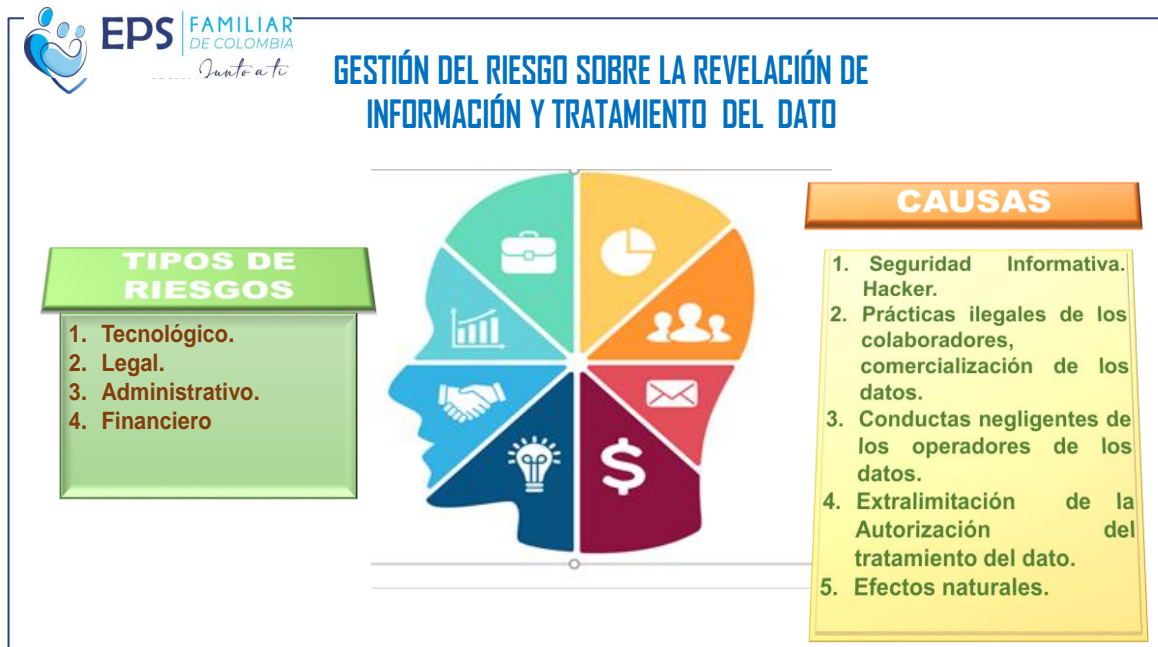 EPS FAMILIAR
DE COLOMBIA
Junto a ti
GESTIÓN DEL RIESGO SOBRE LA REVELACIÓN DE
INFORMACIÓN Y TRATAMIENTO DEL DATO
TIPOS DE
RIESGOS
1. Tecnológico.
2. Legal.
3. Administrativo.
4. Financiero
$
CAUSAS
1. Seguridad Informativa.
Hacker.
2. Prácticas ilegales de los
colaboradores,
comercialización de los
datos.
3. Conductas negligentes de
los operadores de los
datos.
4. Extralimitación de la
Autorización del
tratamiento del dato.
5. Efectos naturales.